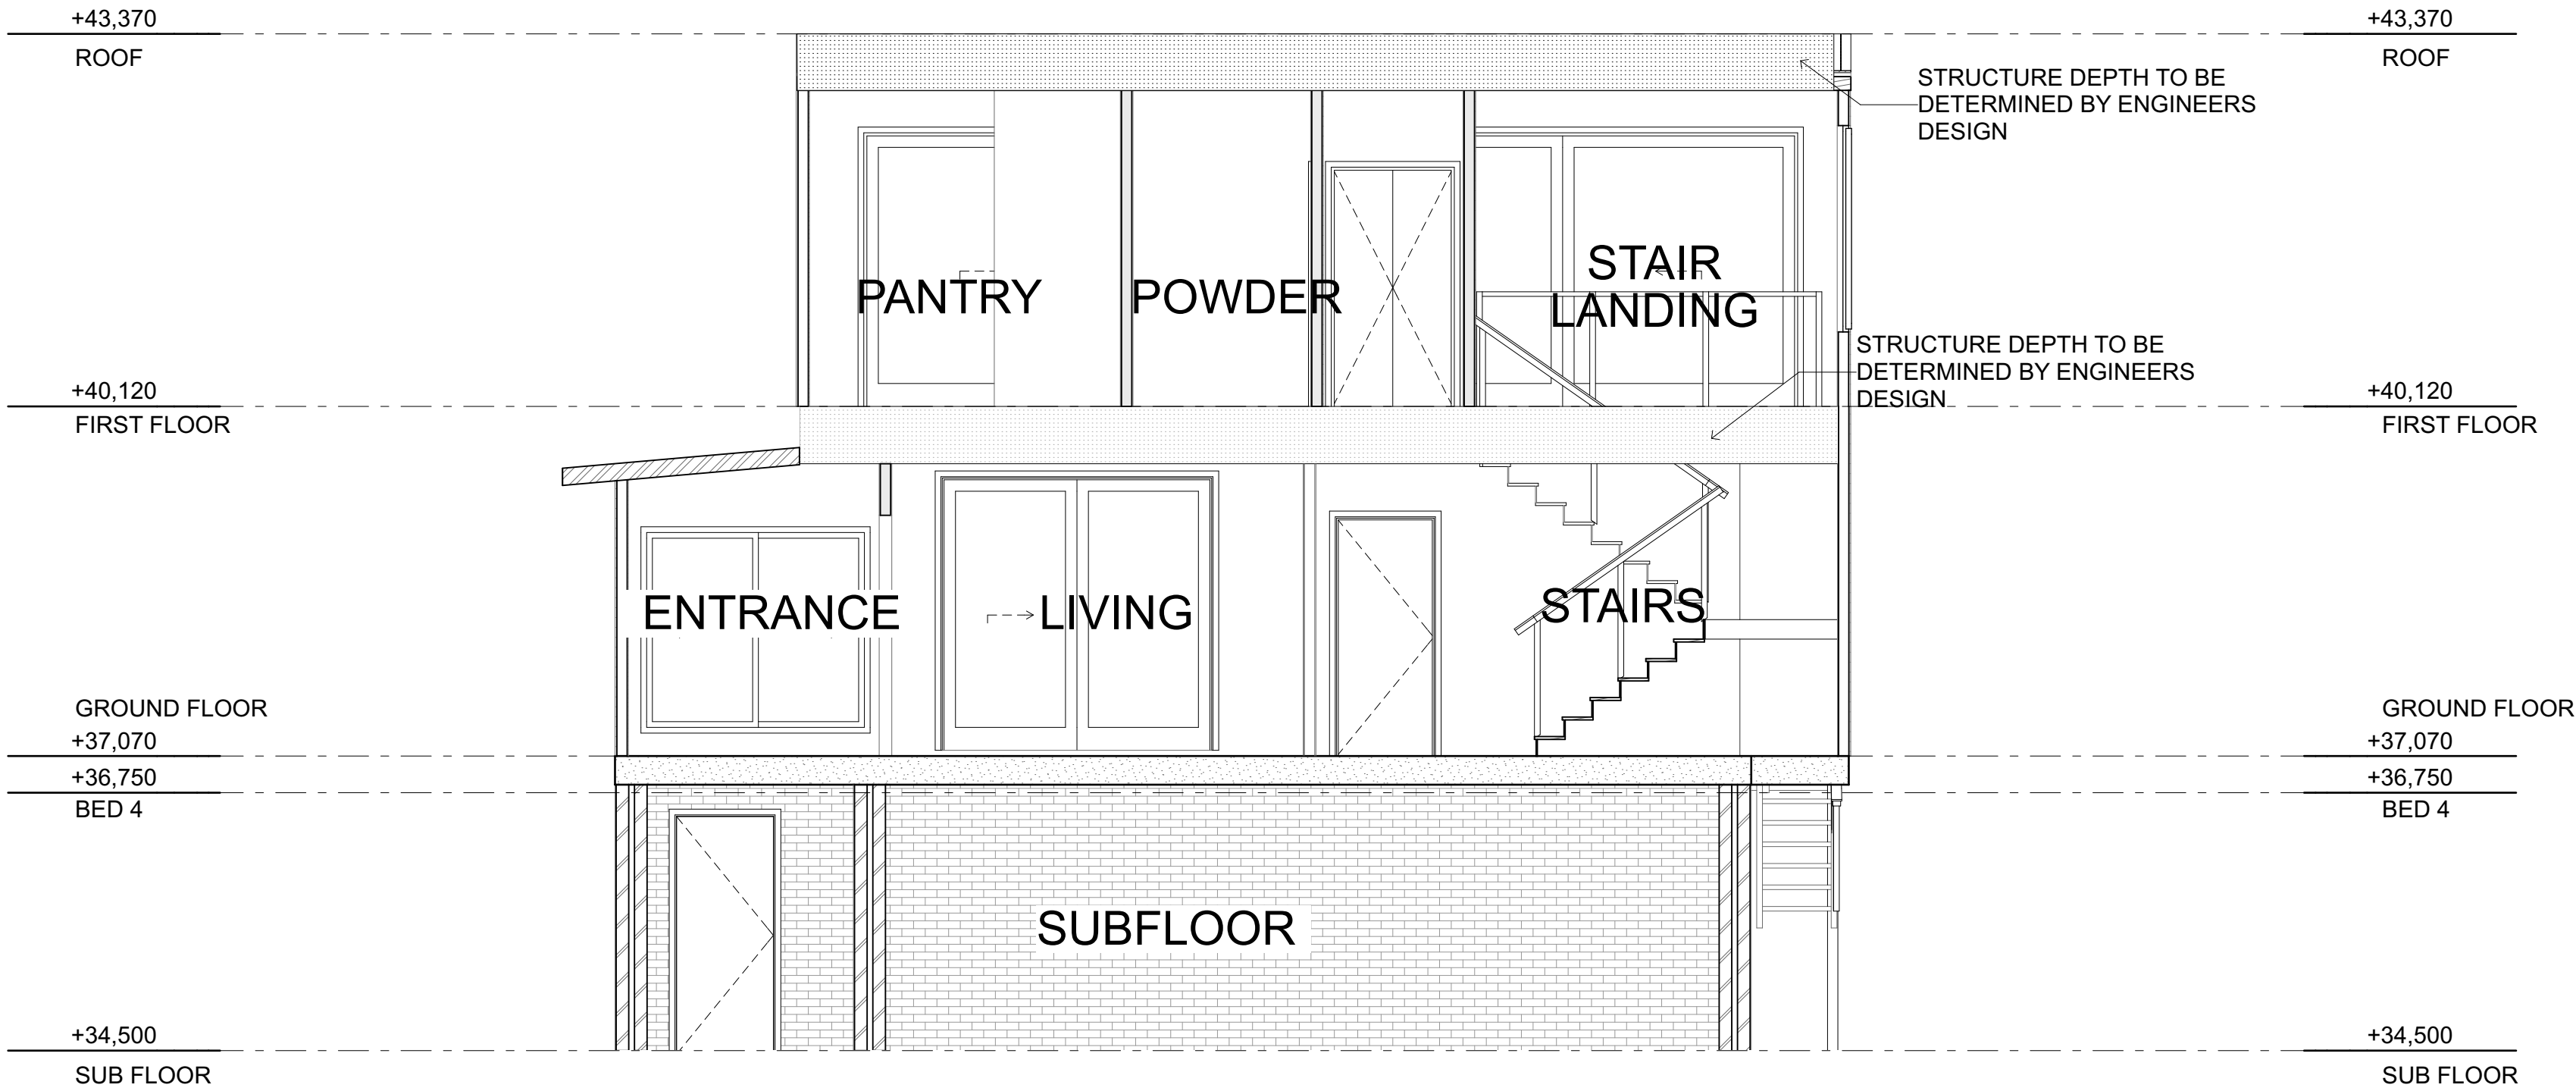 +43,370
ROOF
+43,370
ROOF
STRUCTURE DEPTH TO BE
DETERMINED BY ENGINEERS
DESIGN
PANTRY
POWDER
STAIR
LANDING
STRUCTURE DEPTH TO BE
DETERMINED BY ENGINEERS
DESIGN
+40,120
FIRST FLOOR
+40,120
FIRST FLOOR
ENTRANCE
LIVING
STAIRS
GROUND FLOOR
+37,070
+36,750
BED 4
GROUND FLOOR
+37,070
+36,750
BED 4
SUBFLOOR
+34,500
SUB FLOOR
+34,500
SUB FLOOR